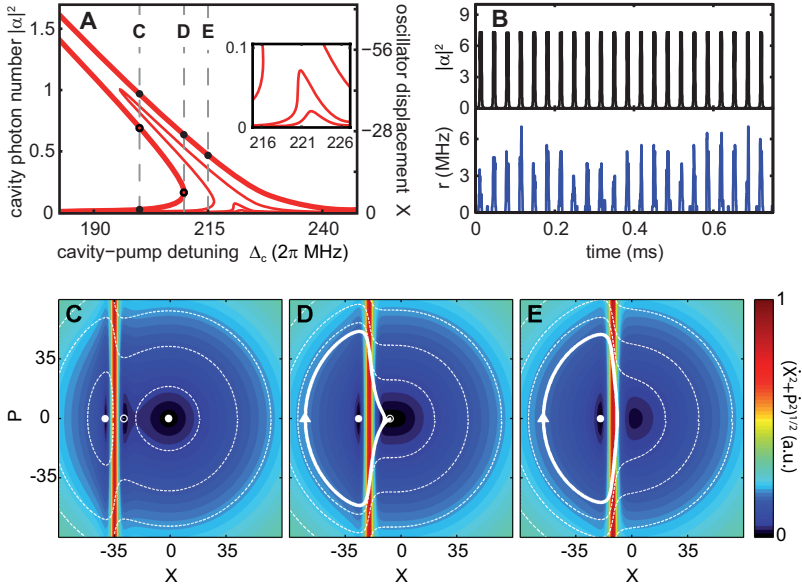 A
C
D
E
cavity photon number |α|²
1.5
1
0.5
0
190
215
240
cavity-pump detuning Δc (2π MHz)
oscillator displacement X
−56
−28
0
0.1
0
216
221
226
B
|α|²
9
6
3
0
r (MHz)
9
6
3
0
0
0.2
0.4
0.6
time (ms)
C
D
E
P
35
0
-35
-35
0
35
X
-35
0
35
X
-35
0
35
X
1
0
(Ẋ²+Ṗ²)^1/2 (a.u.)